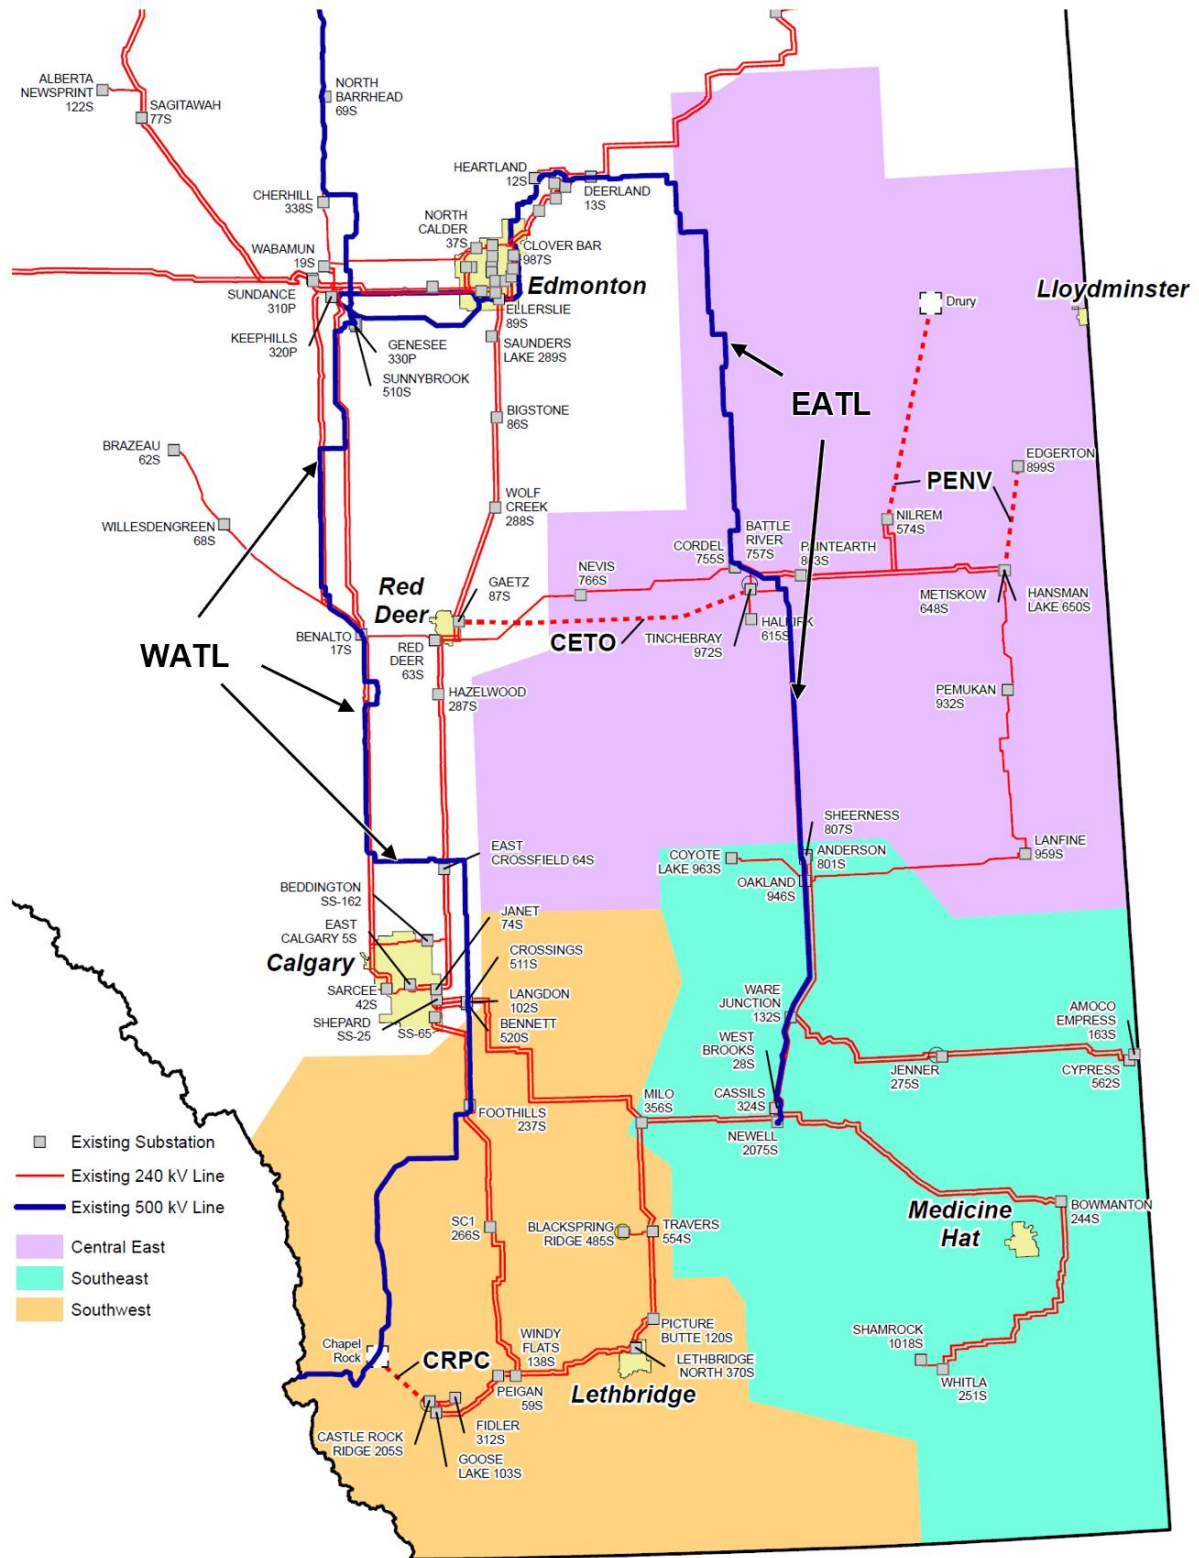 ALBERTA
NEWSPRINT
122S
SAGITAWAH
77S
NORTH
BARRHEAD
69S
CHERHILL
338S
HEARTLAND
12S
DEERLAND
13S
NORTH
CALDER
37S
CLOVER BAR
987S
WABAMUN
19S
Edmonton
SUNDANCE
310P
ELLERSLIE
89S
KEEPHILLS
320P
GENESEE
330P
SAUNDERS
LAKE 289S
SUNNYBROOK
510S
Drury
Lloydminster
EATL
BIGSTONE
86S
BRAZEAU
62S
EDGERTON
899S
PENV
WILLESDENGREEN
68S
WOLF
CREEK
288S
NILREM
574S
BATTLE
RIVER
757S
CORDEL
755S
PAINTEARTH
863S
NEVIS
766S
GAETZ
87S
METISKOW
648S
HANSMAN
LAKE 650S
Red
Deer
BENALTO
17S
RED
DEER
63S
CETO
TINCHEBRAY
972S
HALKIRK
615S
WATL
HAZELWOOD
287S
PEMUKAN
932S
SHEERNESS
807S
EAST
CROSSFIELD 64S
COYOTE
LAKE 963S
ANDERSON
801S
LANFINE
959S
OAKLAND
946S
BEDDINGTON
SS-162
JANET
74S
EAST
CALGARY 5S
CROSSINGS
511S
Calgary
SARCEE
42S
LANGDON
102S
SHEPARD
SS-25
SS-65
BENNETT
520S
WARE
JUNCTION
132S
AMOCO
EMPRESS
163S
WEST
BROOKS
28S
JENNER
275S
CYPRESS
562S
CASSILS
324S
MILO
356S
FOOTHILLS
237S
NEWELL
2075S
Existing Substation
Existing 240 kV Line
Existing 500 kV Line
Central East
Southeast
Southwest
SC1
266S
BLACKSPRING
RIDGE 485S
TRAVERS
554S
Medicine
Hat
BOWMANTON
244S
PICTURE
BUTTE 120S
Chapel
Rock
CRPC
WINDY
FLATS
138S
LETHBRIDGE
NORTH 370S
SHAMROCK
1018S
WHITLA
251S
PEIGAN
59S
Lethbridge
CASTLE ROCK
RIDGE 205S
FIDLER
312S
GOOSE
LAKE 103S